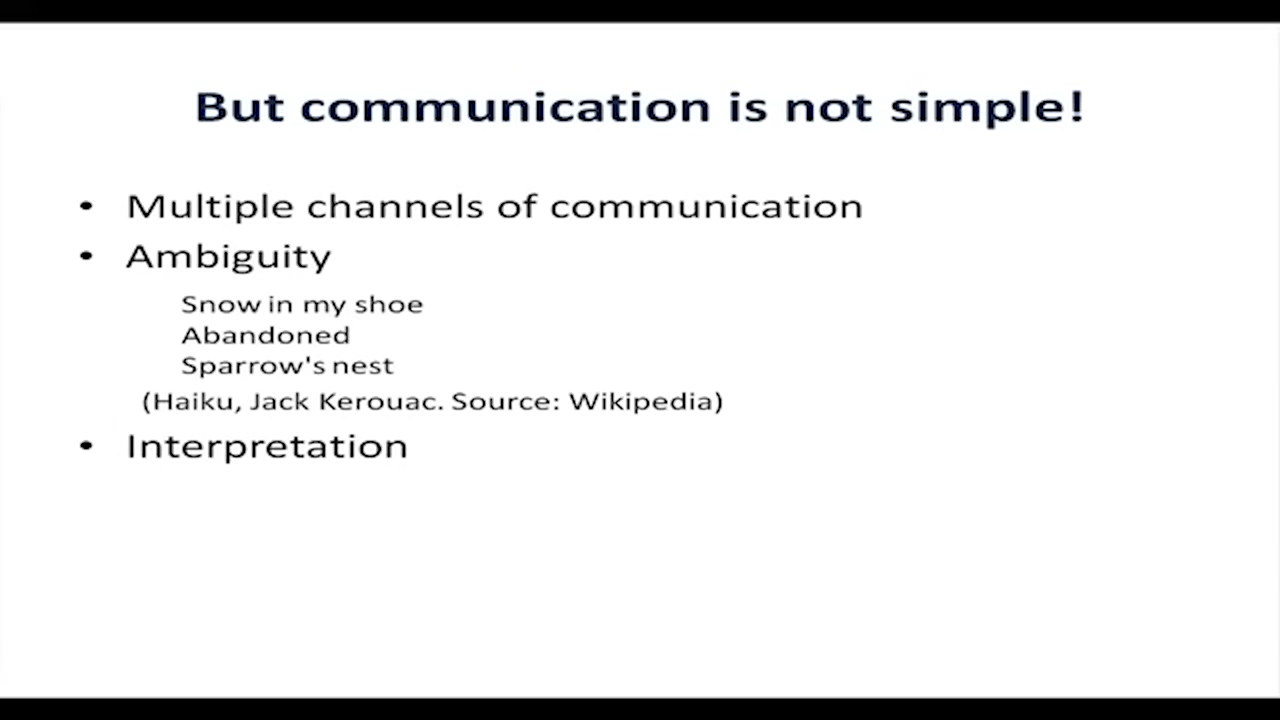 But communication is not simple!
• Multiple channels of communication
• Ambiguity
Snow in my shoe
Abandoned
Sparrow's nest
(Haiku, Jack Kerouac. Source: Wikipedia)
• Interpretation